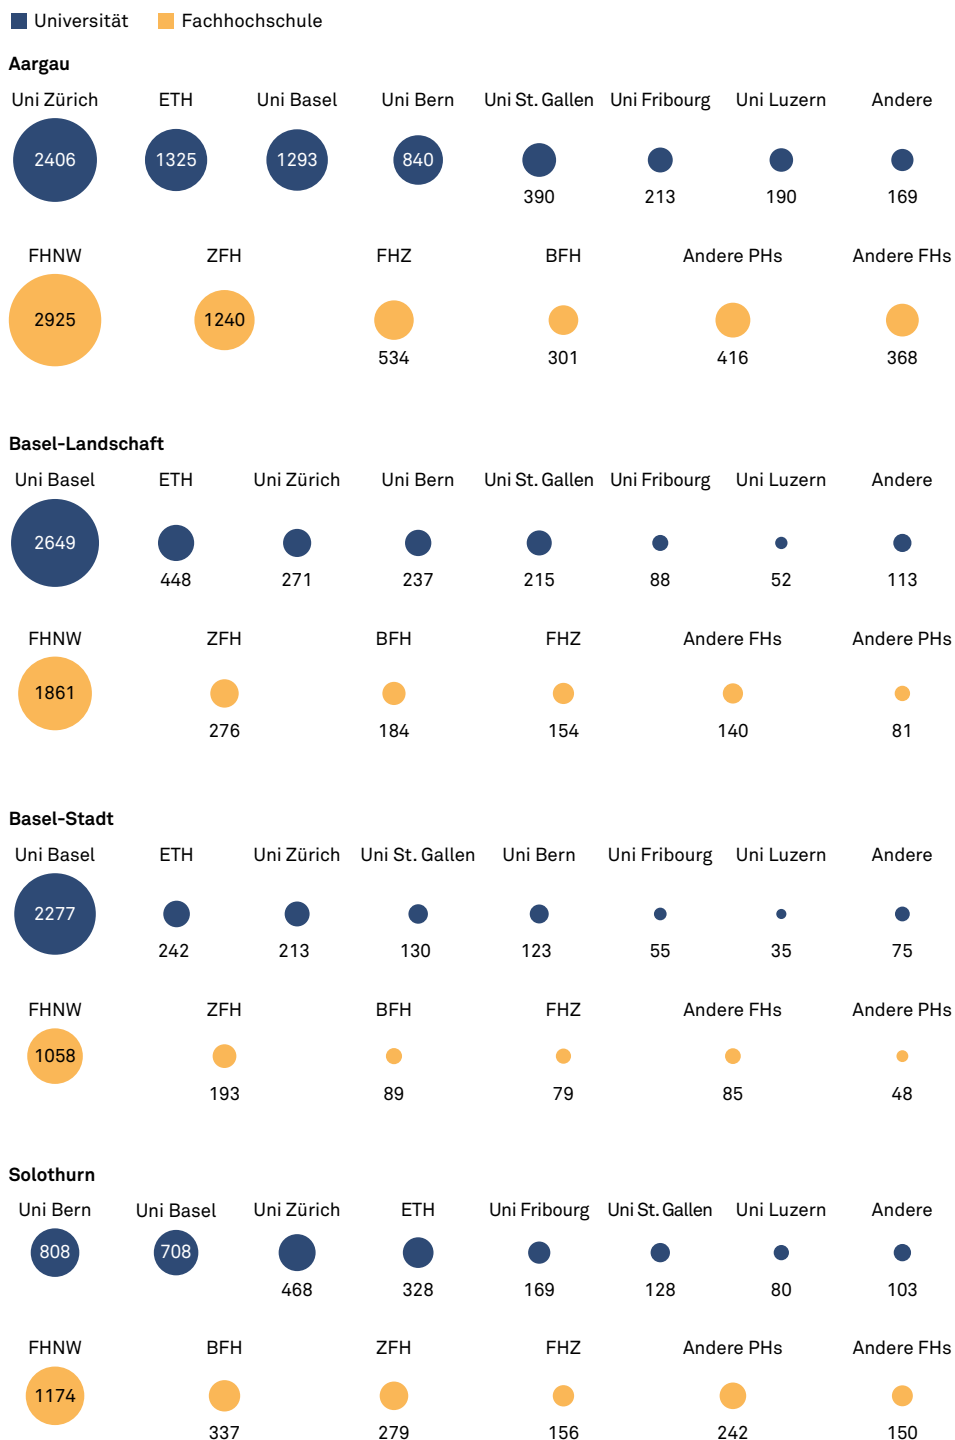 Universität Fachhochschule
Aargau
Uni Zürich ETH Uni Basel Uni Bern Uni St. Gallen Uni Fribourg Uni Luzern Andere
2406 1325 1293 840
390 213 190 169
FHNW ZFH FHZ BFH Andere PHs Andere FHs
2925 1240
534 301 416 368
Basel-Landschaft
Uni Basel ETH Uni Zürich Uni Bern Uni St. Gallen Uni Fribourg Uni Luzern Andere
2649
448 271 237 215 88 52 113
FHNW ZFH BFH FHZ Andere FHs Andere PHs
1861
276 184 154 140 81
Basel-Stadt
Uni Basel ETH Uni Zürich Uni St. Gallen Uni Bern Uni Fribourg Uni Luzern Andere
2277
242 213 130 123 55 35 75
FHNW ZFH BFH FHZ Andere FHs Andere PHs
1058
193 89 79 85 48
Solothurn
Uni Bern Uni Basel Uni Zürich ETH Uni Fribourg Uni St. Gallen Uni Luzern Andere
808 708
468 328 169 128 80 103
FHNW BFH ZFH FHZ Andere PHs Andere FHs
1174
337 279 156 242 150